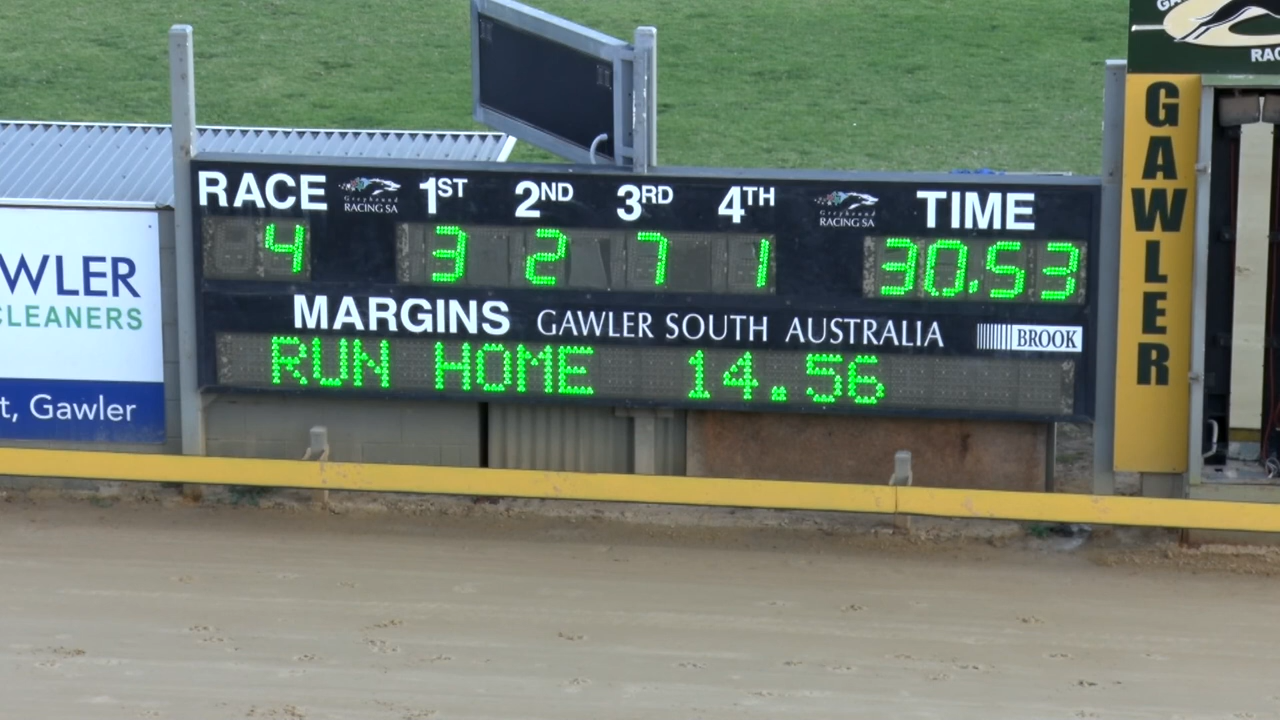 RACE Greyhound RACING SA 1ST 2ND 3RD 4TH Greyhound RACING SA TIME
4 3 2 7 1 30.53
MARGINS GAWLER SOUTH AUSTRALIA BROOK
RUN HOME 14.56
WLER
CLEANERS
t, Gawler
RAC
GAWLER